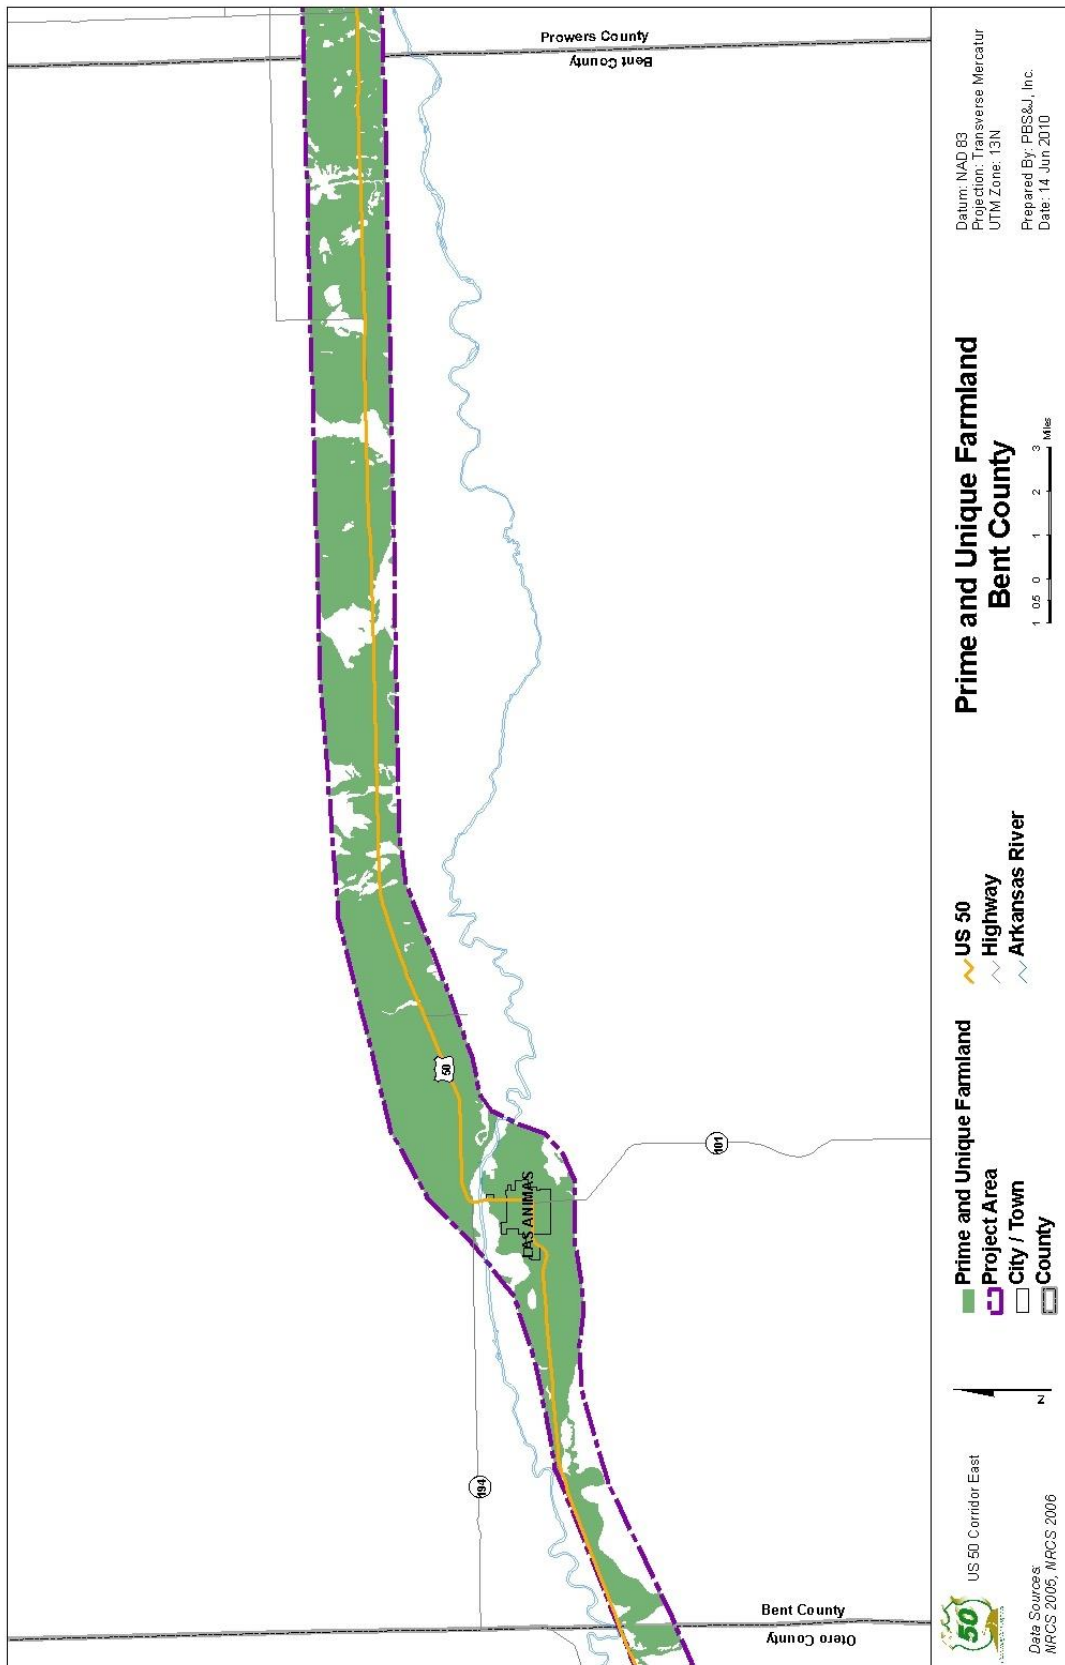 Prowers County
Bent County
50
LAS ANIMAS
101
194
Bent County
Otero County
50
US 50 Corridor East
Data Sources:
NRCS 2005, NRCS 2006
N
Prime and Unique Farmland
Project Area
City / Town
County
US 50
Highway
Arkansas River
Prime and Unique Farmland
Bent County
1 0.5 0 1 2 3 Miles
Datum: NAD 83
Projection: Transverse Mercatur
UTM Zone: 13N
Prepared By: PBS&J, Inc.
Date: 14 Jun 2010